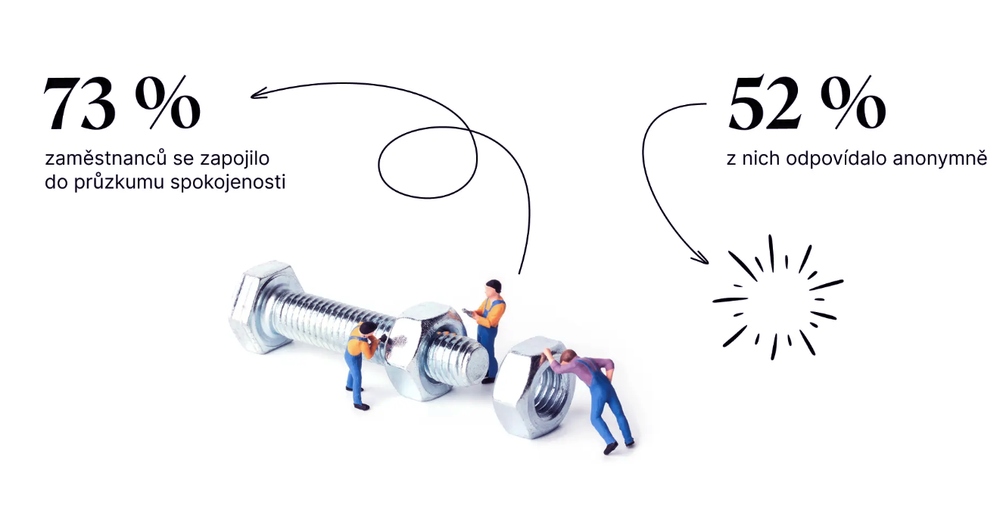 73 %
zaměstnanců se zapojilo
do průzkumu spokojenosti
52 %
z nich odpovídalo anonymně